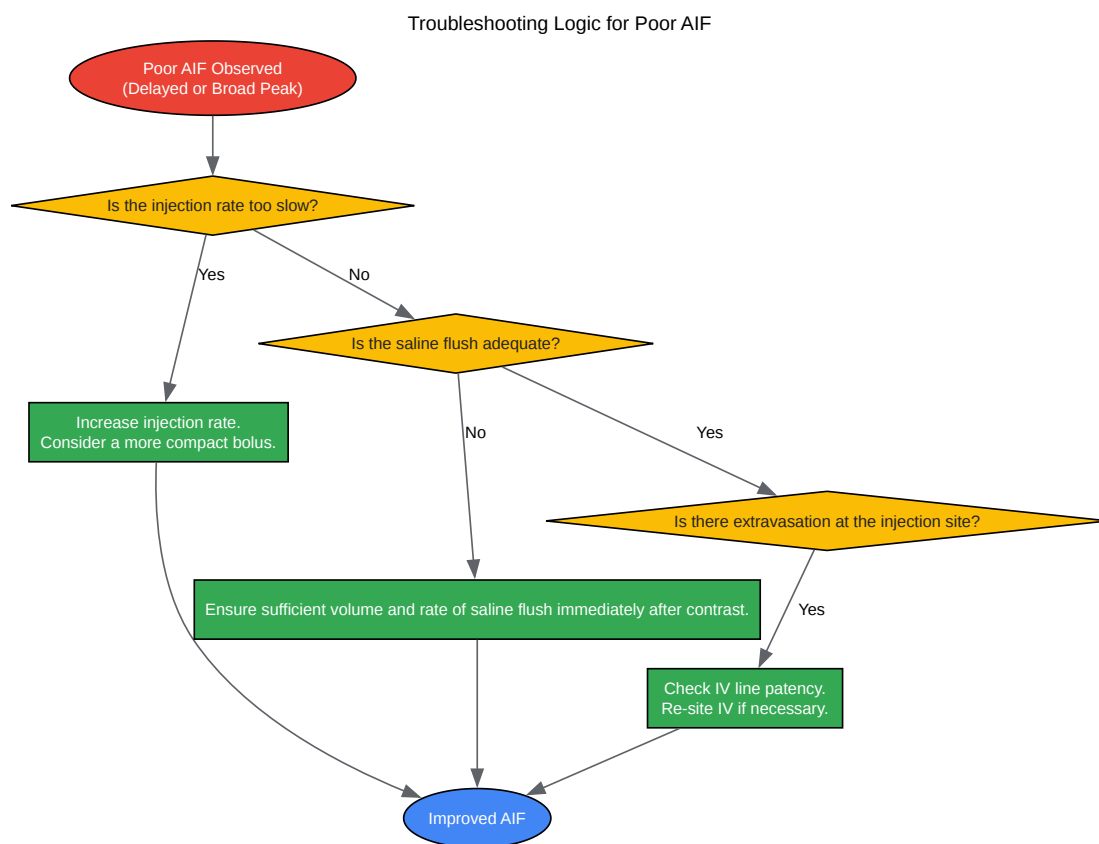 Troubleshooting Logic for Poor AIF
Poor AIF Observed
(Delayed or Broad Peak)
Is the injection rate too slow?
Yes
No
Is the saline flush adequate?
Increase injection rate.
Consider a more compact bolus.
No
Yes
Is there extravasation at the injection site?
Ensure sufficient volume and rate of saline flush immediately after contrast.
Yes
Check IV line patency.
Re-site IV if necessary.
Improved AIF